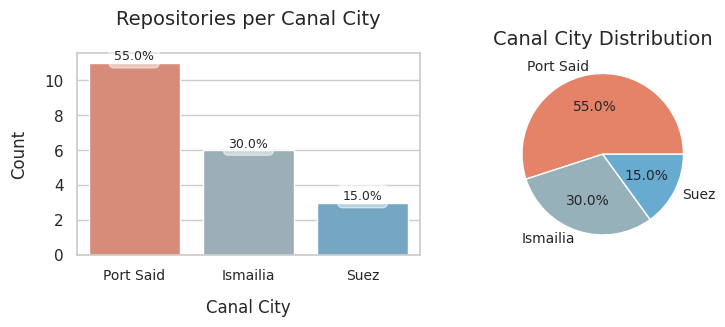 Repositories per Canal City
Count
10
8
6
4
2
0
55.0%
30.0%
15.0%
Port Said
Ismailia
Suez
Canal City
Canal City Distribution
Port Said
55.0%
15.0%
Suez
30.0%
Ismailia